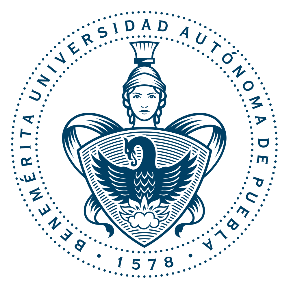 BENEMÉRITA UNIVERSIDAD AUTÓNOMA DE PUEBLA
· 1578 ·